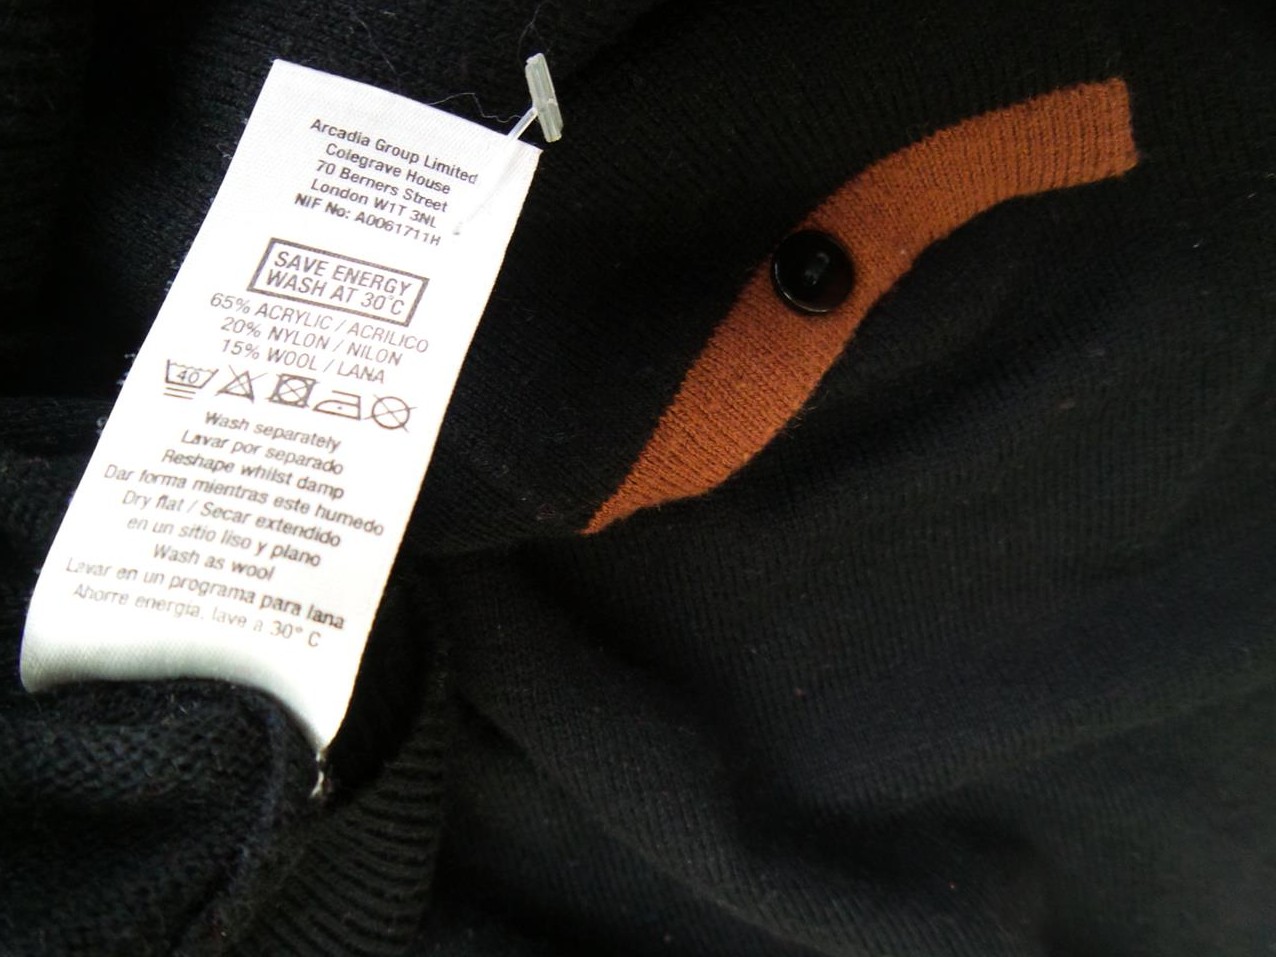 Arcadia Group Limited
Colegrave House
70 Berners Street
London W1T 3NL
NIF No: A0061711H
SAVE ENERGY
WASH AT 30°C
65% ACRYLIC / ACRILICO
20% NYLON / NILON
15% WOOL / LANA
40
Wash separately
Lavar por separado
Reshape whilst damp
Dar forma mientras este humedo
Dry flat / Secar extendido
en un sitio liso y plano
Wash as wool
Lavar en un programa para lana
Ahorre energia, lave a 30° C